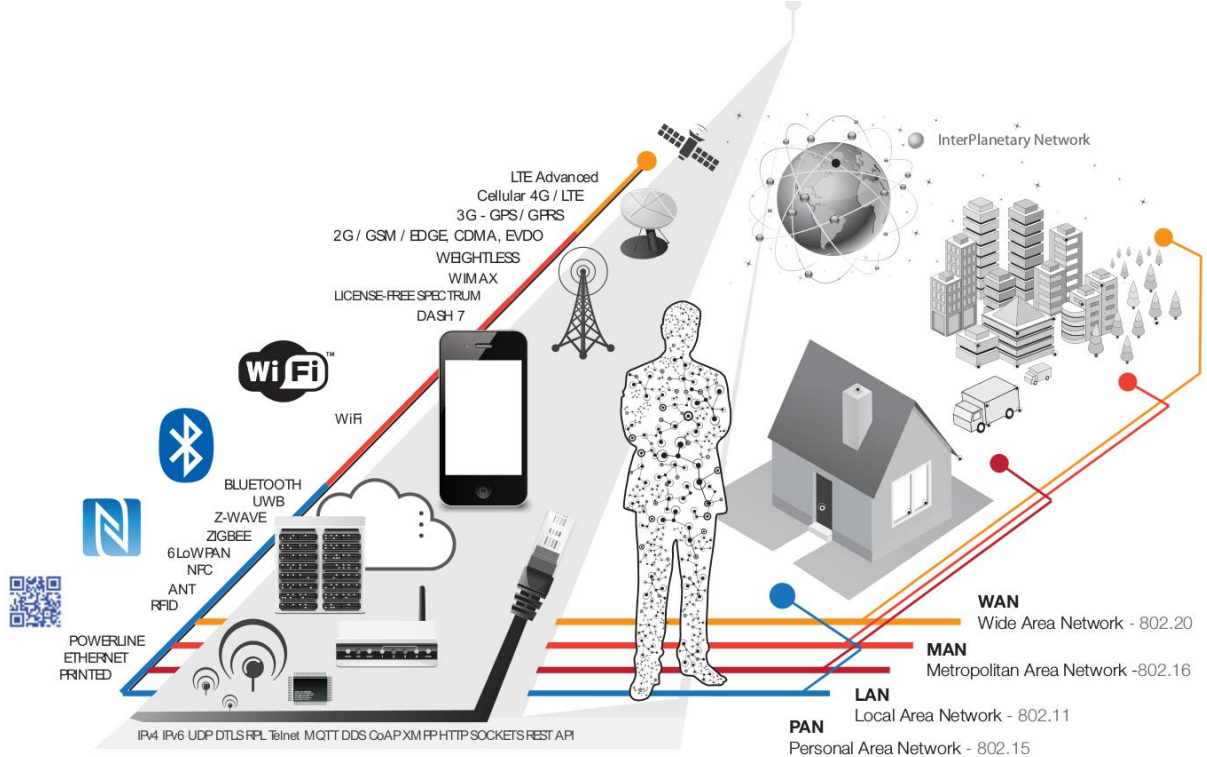 InterPlanetary Network
LTE Advanced
Cellular 4G / LTE
3G - GPS / GPRS
2G / GSM / EDGE, CDMA, EVDO
WEIGHTLESS
WIMAX
LICENSE-FREE SPECTRUM
DASH 7
WiFi™
WiFi
BLUETOOTH
UWB
Z-WAVE
ZIGBEE
6LoWPAN
NFC
ANT
RFID
POWERLINE
ETHERNET
PRINTED
WAN
Wide Area Network - 802.20
MAN
Metropolitan Area Network -802.16
LAN
Local Area Network - 802.11
PAN
Personal Area Network - 802.15
IPv4 IPv6 UDP DTLS RPL Telnet MQTT DDS CoAP XMPP HTTP SOCKETS REST API